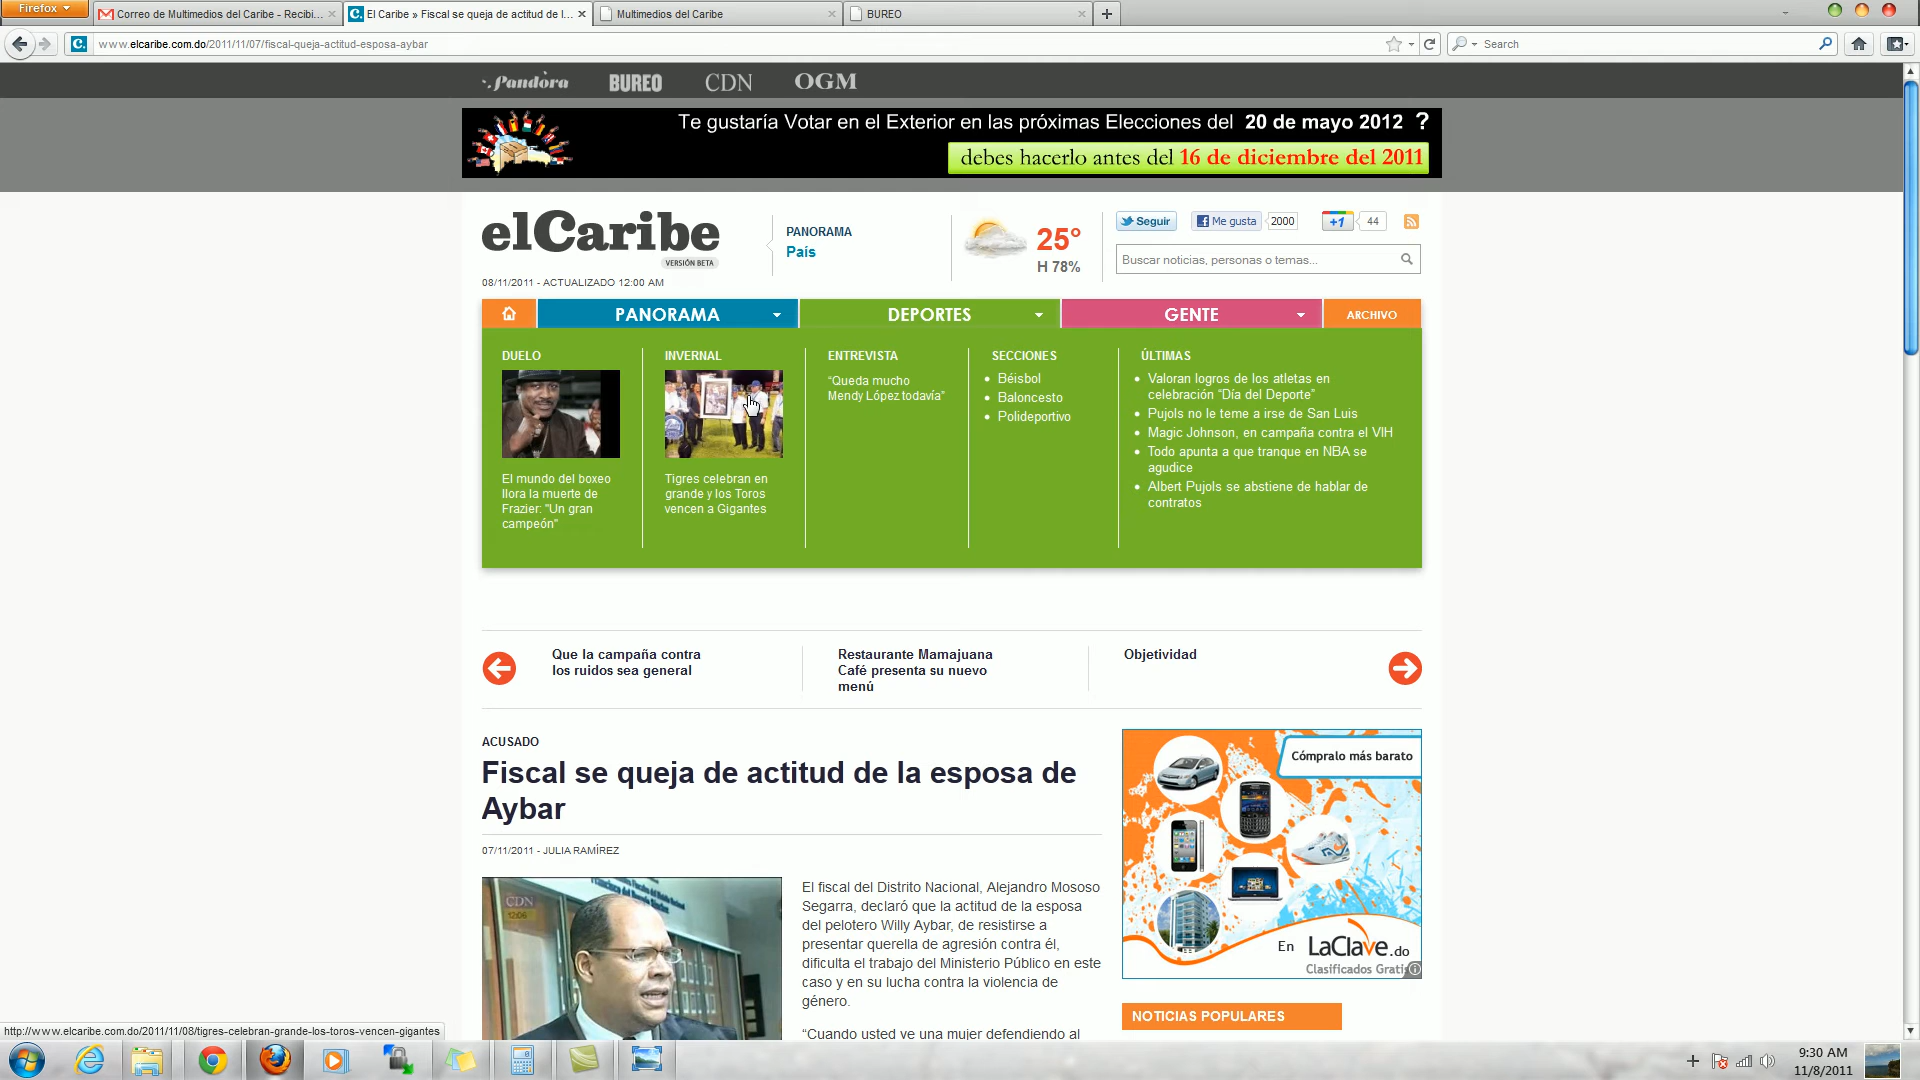 Firefox
Correo de Multimedios del Caribe - Recibi...
El Caribe » Fiscal se queja de actitud de l...
Multimedios del Caribe
BUREO
www.elcaribe.com.do/2011/11/07/fiscal-queja-actitud-esposa-aybar
Search
Pandora
BUREO
CDN
OGM
Te gustaría Votar en el Exterior en las próximas Elecciones del 20 de mayo 2012 ?
debes hacerlo antes del 16 de diciembre del 2011
elCaribe
VERSIÓN BETA
08/11/2011 - ACTUALIZADO 12:00 AM
PANORAMA
País
25°
H 78%
Seguir
Me gusta
2000
+1
44
Buscar noticias, personas o temas...
PANORAMA
DEPORTES
GENTE
ARCHIVO
DUELO
El mundo del boxeo
llora la muerte de
Frazier: "Un gran
campeón"
INVERNAL
Tigres celebran en
grande y los Toros
vencen a Gigantes
ENTREVISTA
“Queda mucho
Mendy López todavía”
SECCIONES
Béisbol
Baloncesto
Polideportivo
ÚLTIMAS
Valoran logros de los atletas en
celebración “Día del Deporte”
Pujols no le teme a irse de San Luis
Magic Johnson, en campaña contra el VIH
Todo apunta a que tranque en NBA se
agudice
Albert Pujols se abstiene de hablar de
contratos
Que la campaña contra
los ruidos sea general
Restaurante Mamajuana
Café presenta su nuevo
menú
Objetividad
ACUSADO
Fiscal se queja de actitud de la esposa de
Aybar
07/11/2011 - JULIA RAMÍREZ
CDN
12:06
El fiscal del Distrito Nacional, Alejandro Mososo
Segarra, declaró que la actitud de la esposa
del pelotero Willy Aybar, de resistirse a
presentar querella de agresión contra él,
dificulta el trabajo del Ministerio Público en este
caso y en su lucha contra la violencia de
género.
“Cuando usted ve una mujer defendiendo al
Cómpralo más barato
En LaClave.do
Clasificados Gratis
NOTICIAS POPULARES
http://www.elcaribe.com.do/2011/11/08/tigres-celebran-grande-los-toros-vencen-gigantes
9:30 AM
11/8/2011